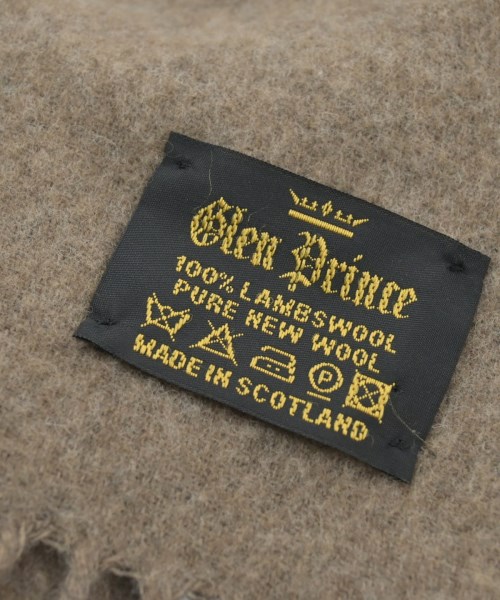 Glen Prince
100% LAMBSWOOL
PURE NEW WOOL
P
MADE IN SCOTLAND